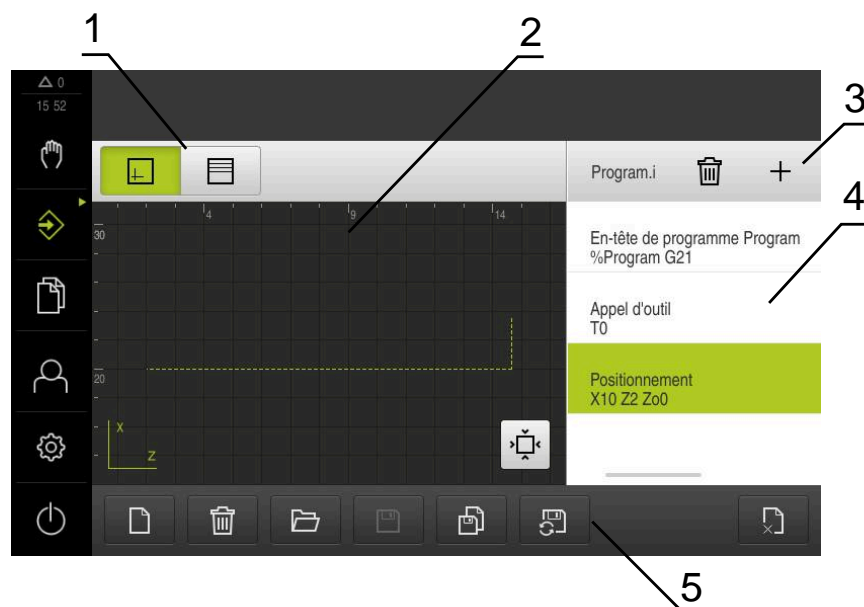 1
2
3
4
5
0
15 52
Program.i
4
9
14
30
20
X
Z
En-tête de programme Program
%Program G21
Appel d'outil
T0
Positionnement
X10 Z2 Zo0